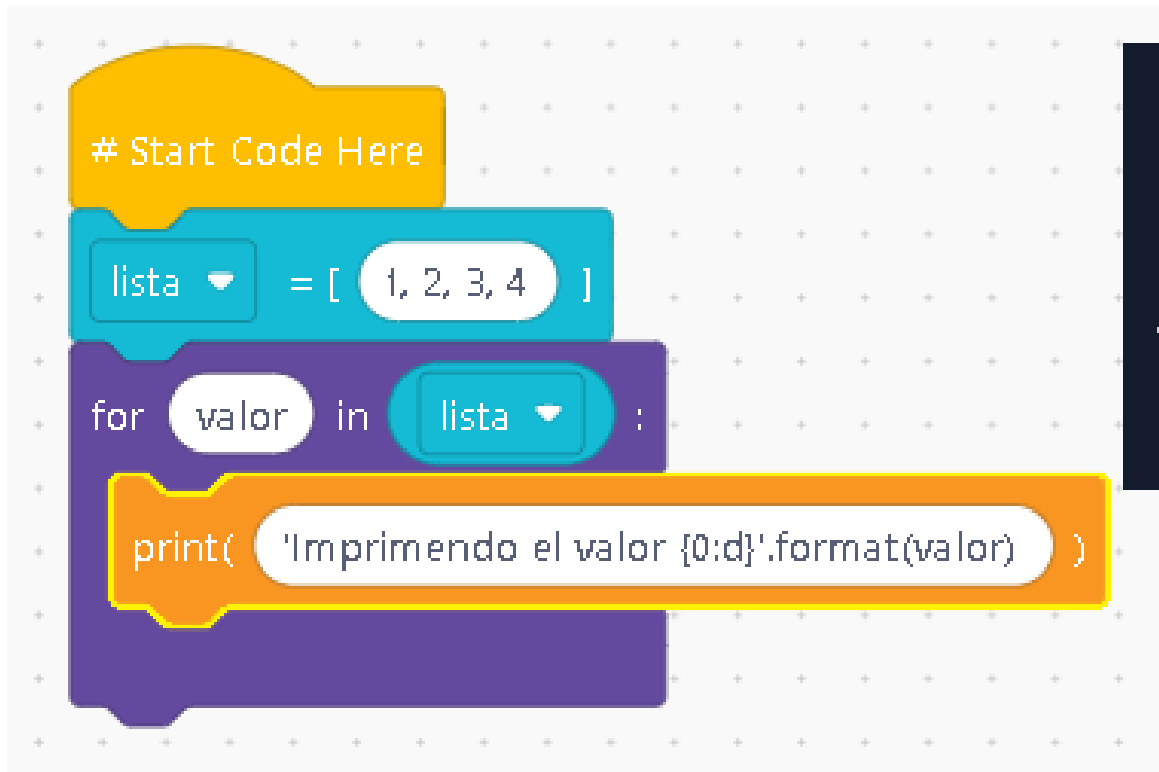 # Start Code Here
lista = [ 1, 2, 3, 4 ]
for valor in lista :
print( 'Imprimendo el valor {0:d}'.format(valor) )